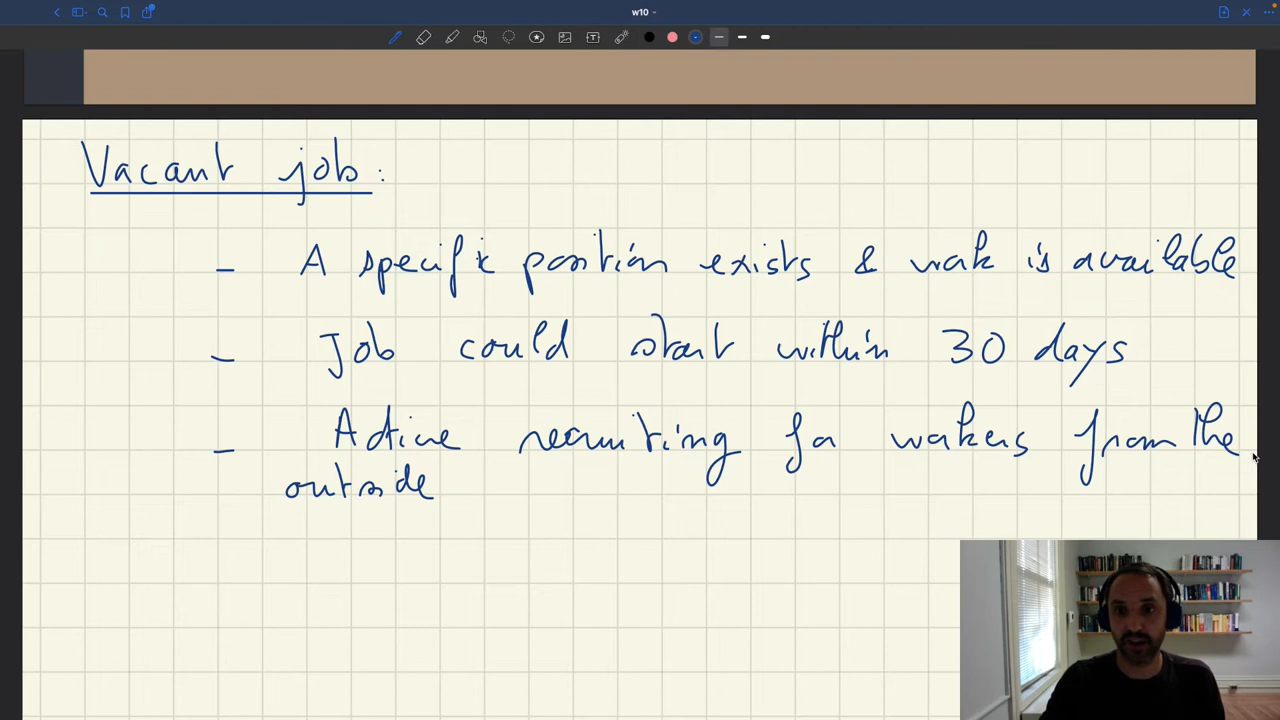 w10
Vacant job:
- A specific position exists & work is available
- Job could start within 30 days
- Active recruiting for workers from the
outside